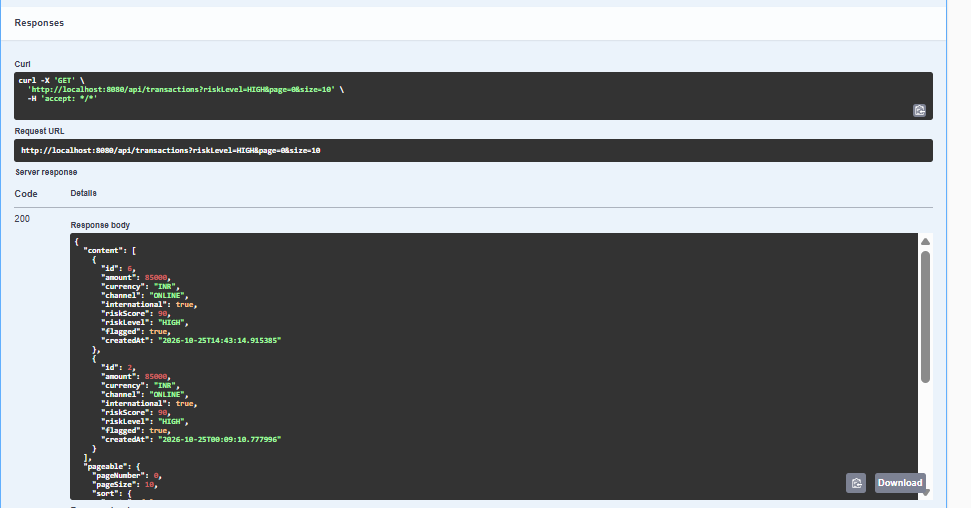 Responses
Curl
curl -X 'GET' \
  'http://localhost:8080/api/transactions?riskLevel=HIGH&page=0&size=10' \
  -H 'accept: */*'
Request URL
http://localhost:8080/api/transactions?riskLevel=HIGH&page=0&size=10
Server response
Code Details
200
Response body
{
  "content": [
    {
      "id": 6,
      "amount": 85000,
      "currency": "INR",
      "channel": "ONLINE",
      "international": true,
      "riskScore": 90,
      "riskLevel": "HIGH",
      "flagged": true,
      "createdAt": "2026-10-25T14:43:14.915385"
    },
    {
      "id": 2,
      "amount": 85000,
      "currency": "INR",
      "channel": "ONLINE",
      "international": true,
      "riskScore": 90,
      "riskLevel": "HIGH",
      "flagged": true,
      "createdAt": "2026-10-25T00:09:10.777996"
    }
  ],
  "pageable": {
    "pageNumber": 0,
    "pageSize": 10,
    "sort": {
Download